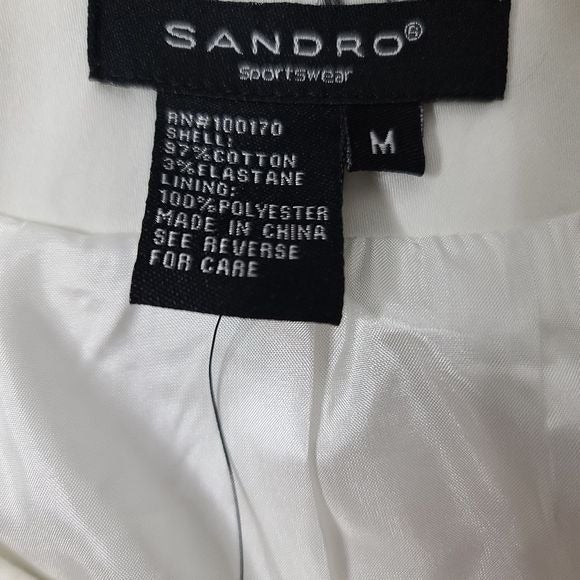 SANDRO®
sportswear
RN#100170
SHELL:
97%COTTON
3%ELASTANE
LINING:
100%POLYESTER
MADE IN CHINA
SEE REVERSE
FOR CARE
M